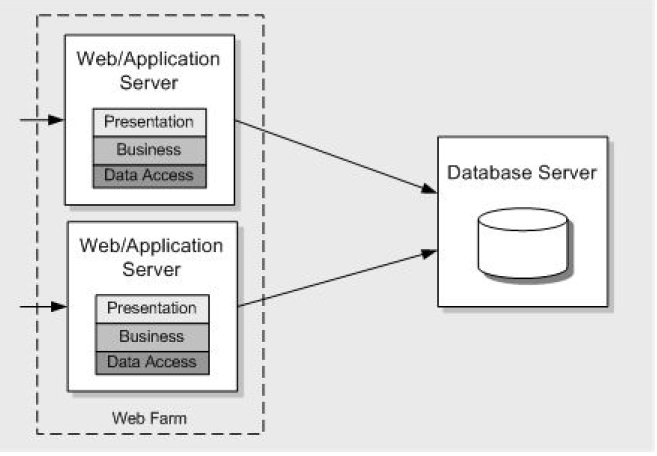 Web/Application
Server
Presentation
Business
Data Access
Web/Application
Server
Presentation
Business
Data Access
Web Farm
Database Server